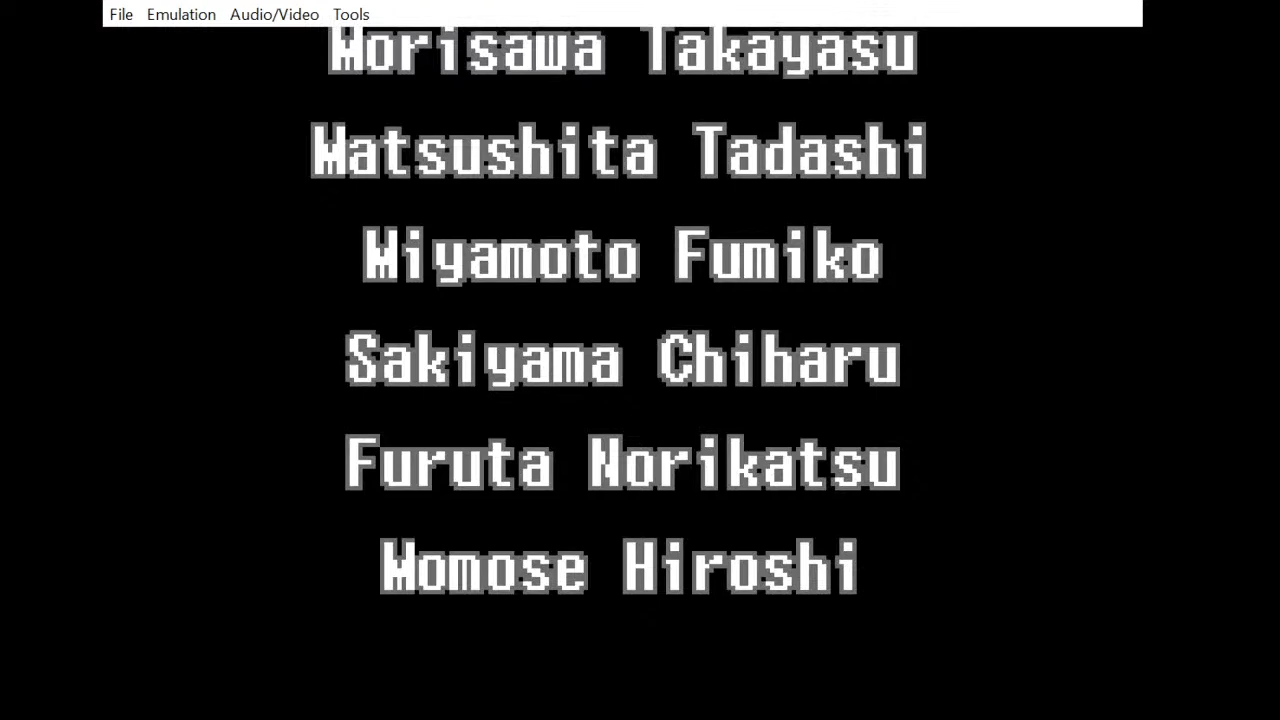 File Emulation Audio/Video Tools
Morisawa Takayasu
Matsushita Tadashi
Miyamoto Fumiko
Sakiyama Chiharu
Furuta Norikatsu
Momose Hiroshi